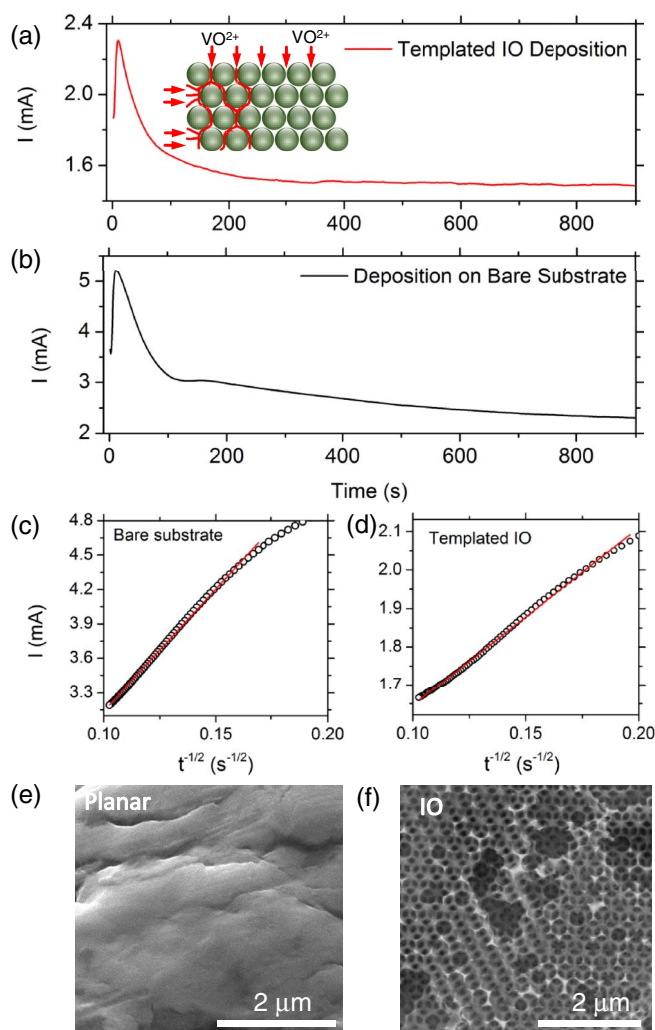 (a)
2.4
2.0
1.6
I (mA)
VO²⁺ VO²⁺
Templated IO Deposition
0 200 400 600 800
(b)
5
4
3
2
I (mA)
Deposition on Bare Substrate
0 200 400 600 800
Time (s)
(c)
4.8
4.5
4.2
3.9
3.6
3.3
I (mA)
Bare substrate
0.10 0.15 0.20
t⁻¹/² (s⁻¹/²)
(d)
2.1
2.0
1.9
1.8
1.7
Templated IO
0.10 0.15 0.20
t⁻¹/² (s⁻¹/²)
(e)
Planar
2 μm
(f)
IO
2 μm